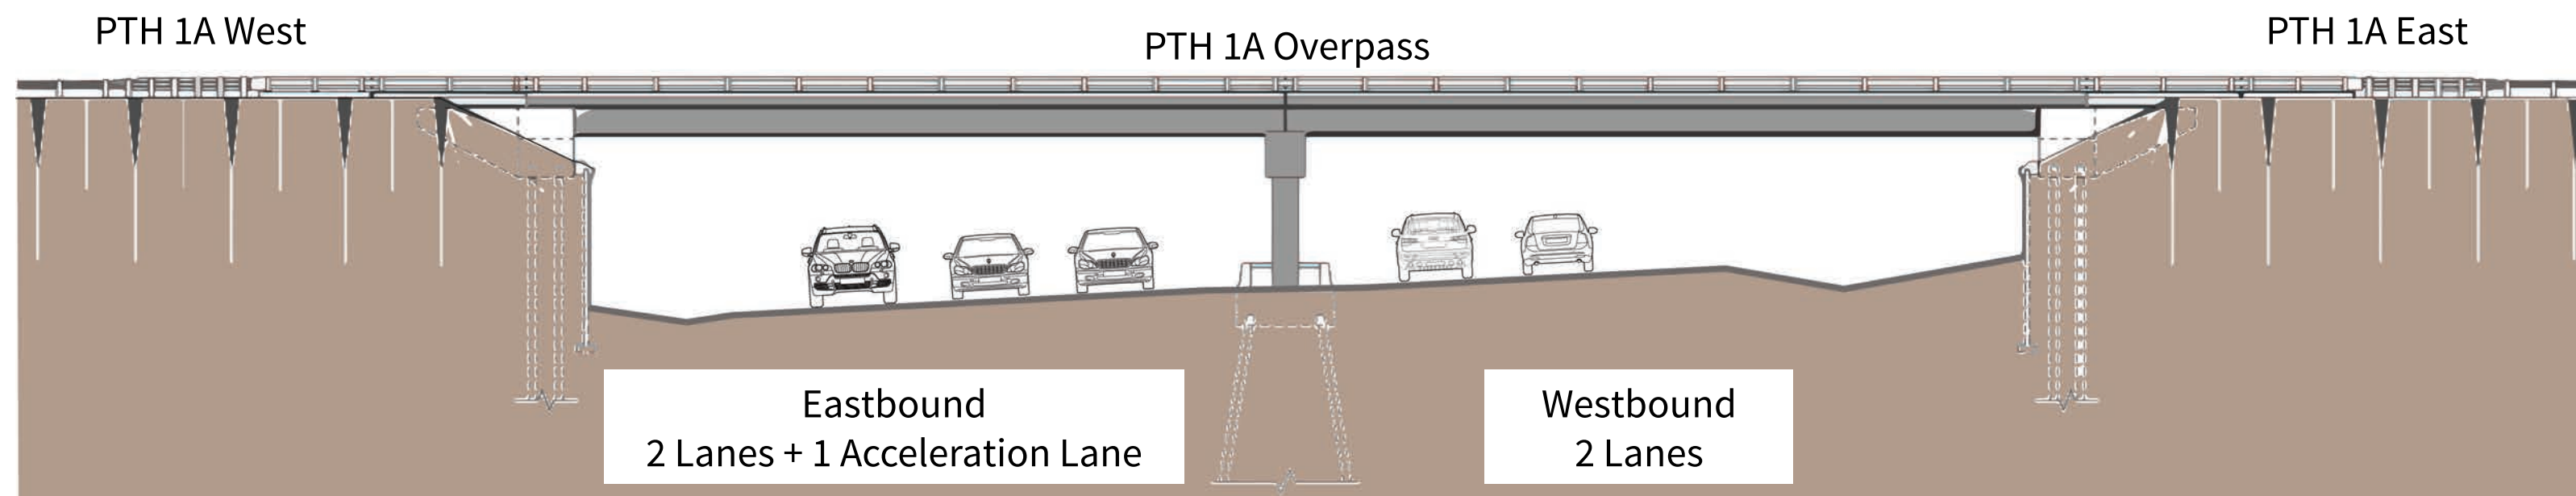 PTH 1A West
PTH 1A Overpass
PTH 1A East
Eastbound
2 Lanes + 1 Acceleration Lane
Westbound
2 Lanes